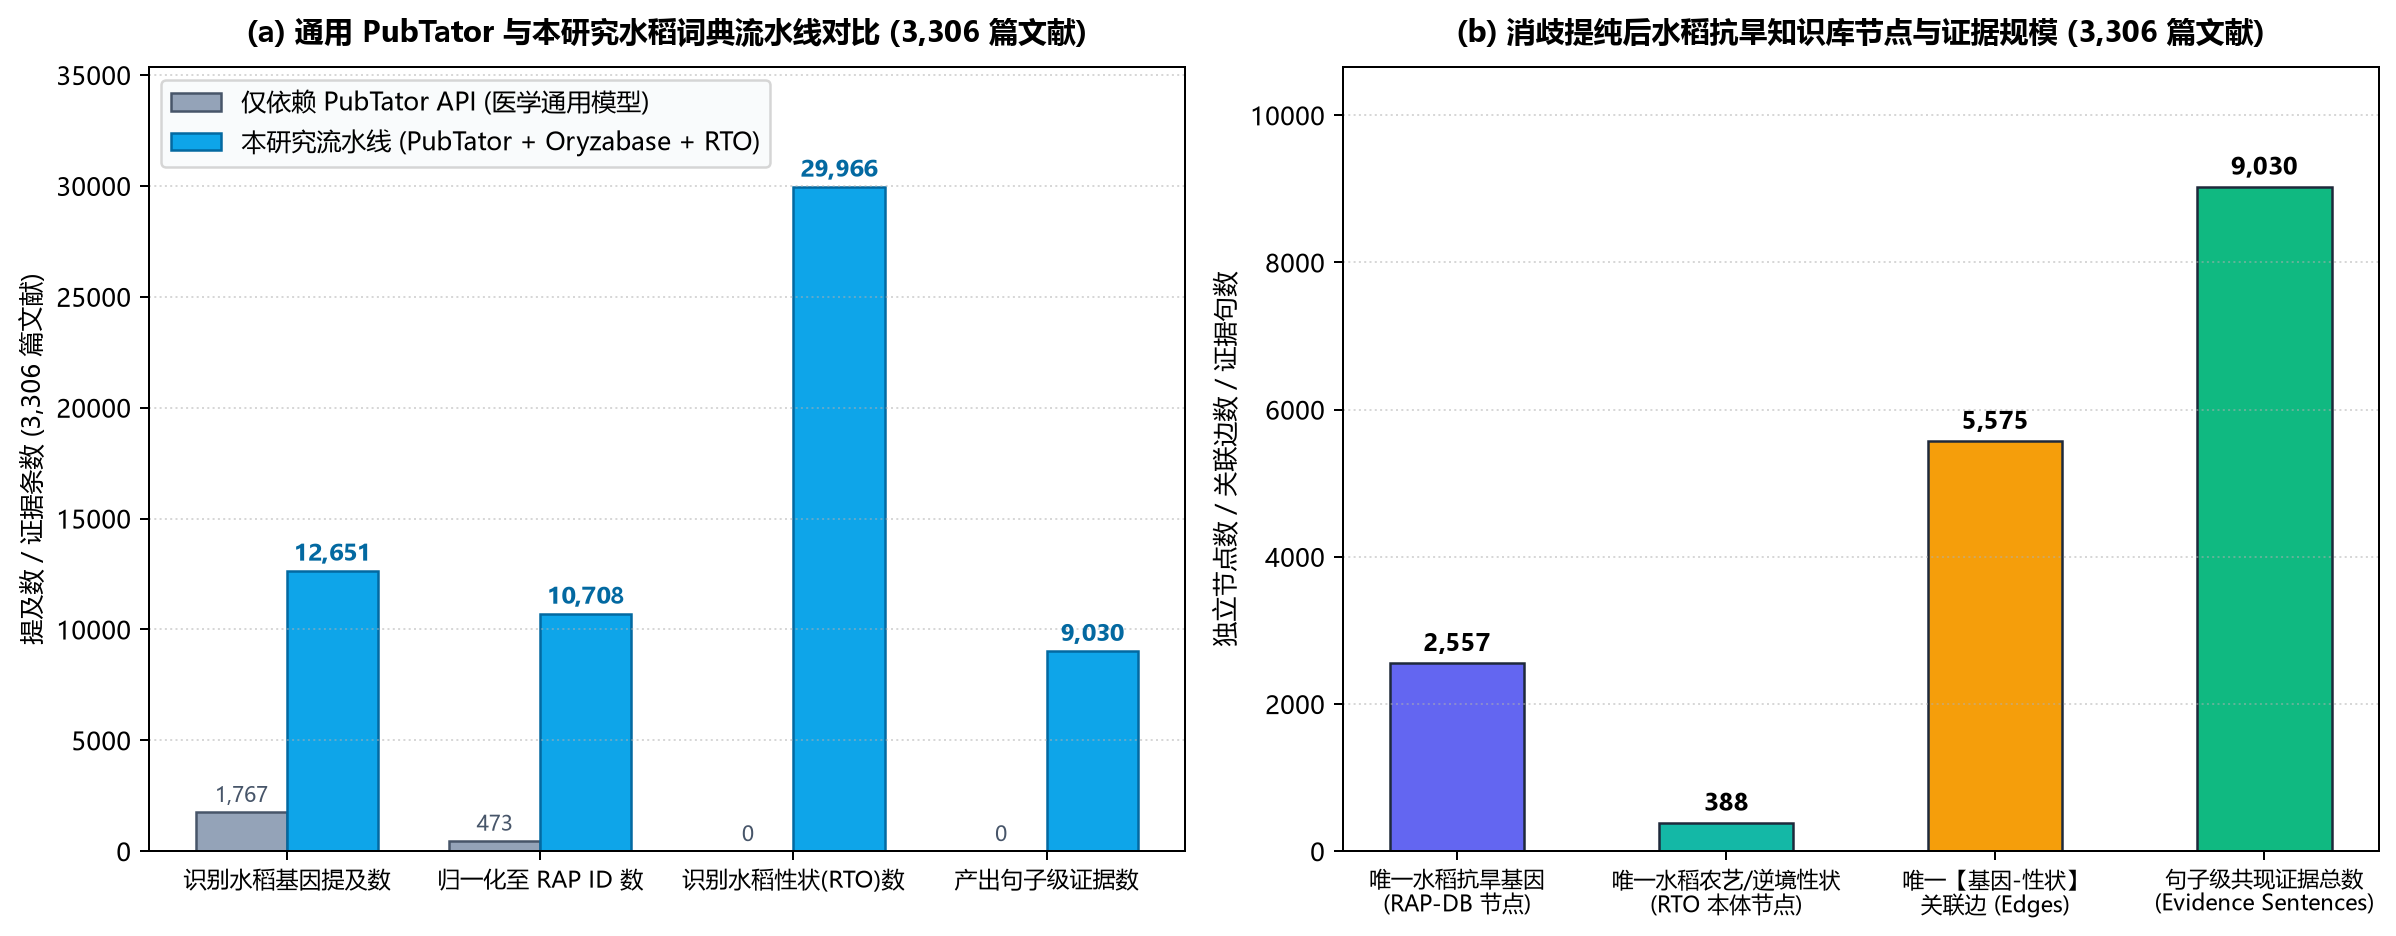 (a) 通用 PubTator 与本研究水稻词典流水线对比 (3,306 篇文献)
仅依赖 PubTator API (医学通用模型)
本研究流水线 (PubTator + Oryzabase + RTO)
提及数 / 证据条数 (3,306 篇文献)
35000
30000
25000
20000
15000
10000
5000
0
1,767
12,651
473
10,708
0
29,966
0
9,030
识别水稻基因提及数
归一化至 RAP ID 数
识别水稻性状(RTO)数
产出句子级证据数
(b) 消歧提纯后水稻抗旱知识库节点与证据规模 (3,306 篇文献)
独立节点数 / 关联边数 / 证据句数
10000
8000
6000
4000
2000
0
2,557
388
5,575
9,030
唯一水稻抗旱基因
(RAP-DB 节点)
唯一水稻农艺/逆境性状
(RTO 本体节点)
唯一【基因-性状】
关联边 (Edges)
句子级共现证据总数
(Evidence Sentences)